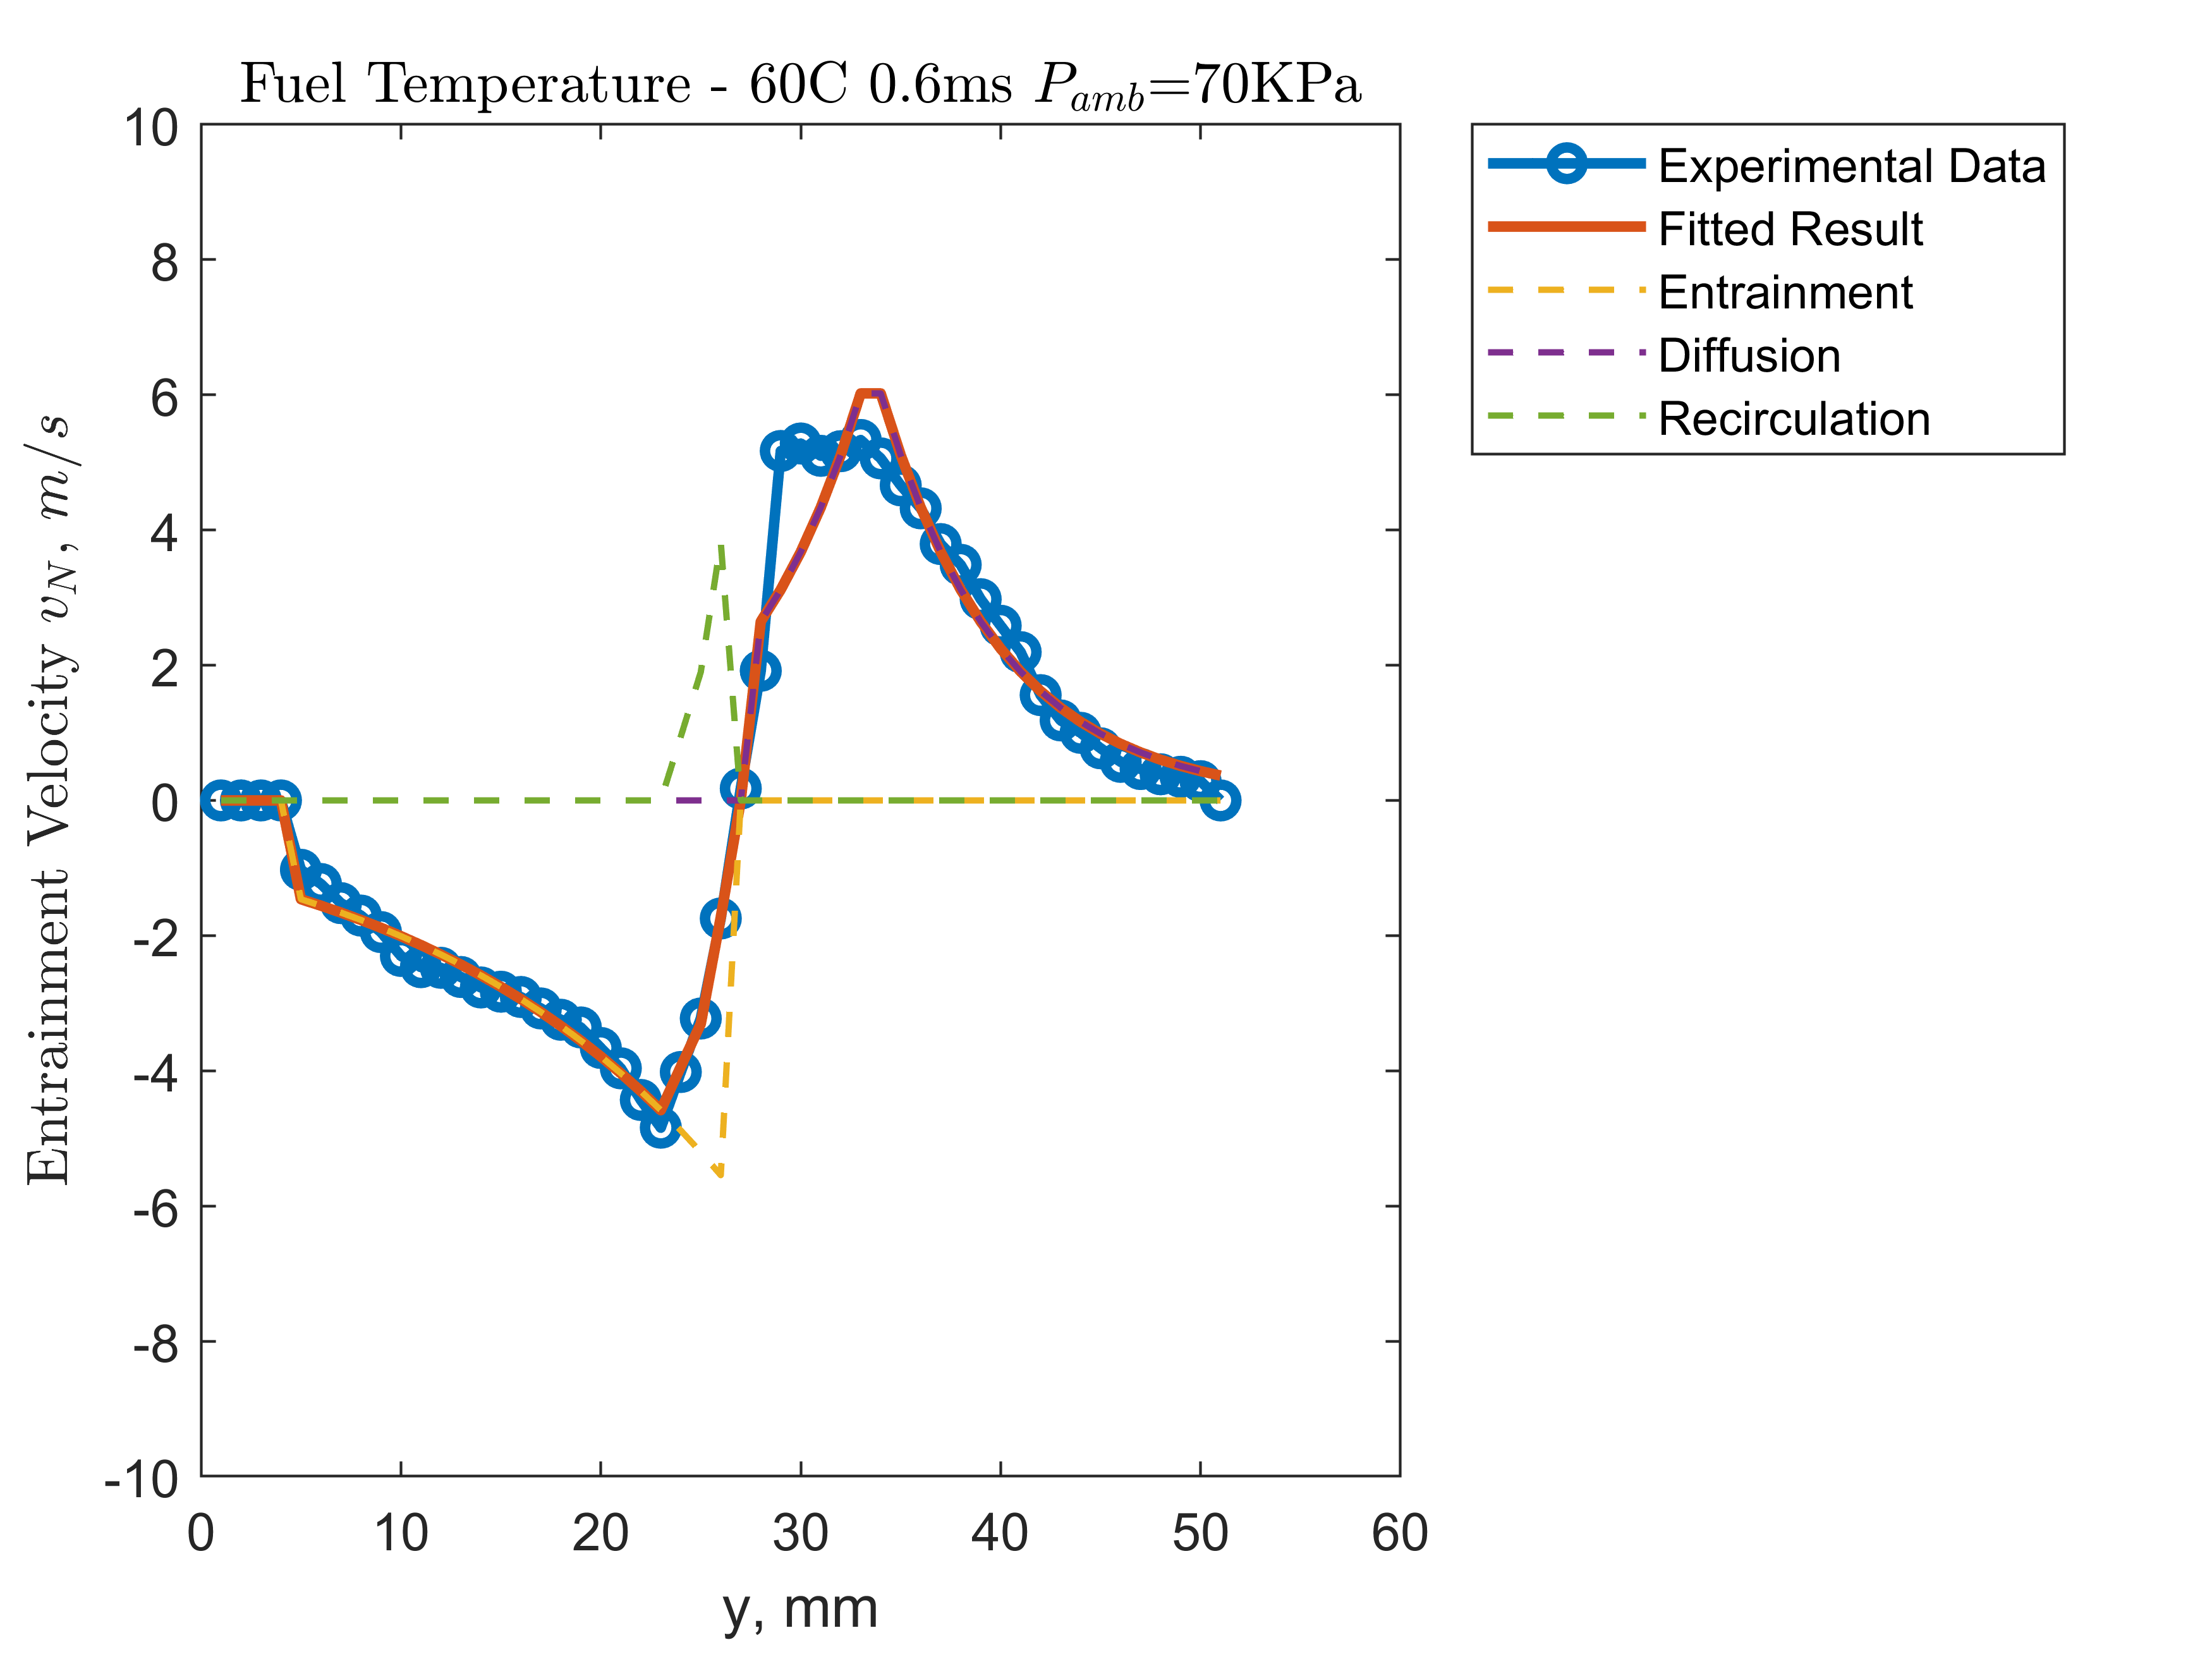 Fuel Temperature - 60C 0.6ms P_amb=70KPa
Experimental Data
Fitted Result
Entrainment
Diffusion
Recirculation
Entrainment Velocity v_N, m/s
10
8
6
4
2
0
-2
-4
-6
-8
-10
0 10 20 30 40 50 60
y, mm